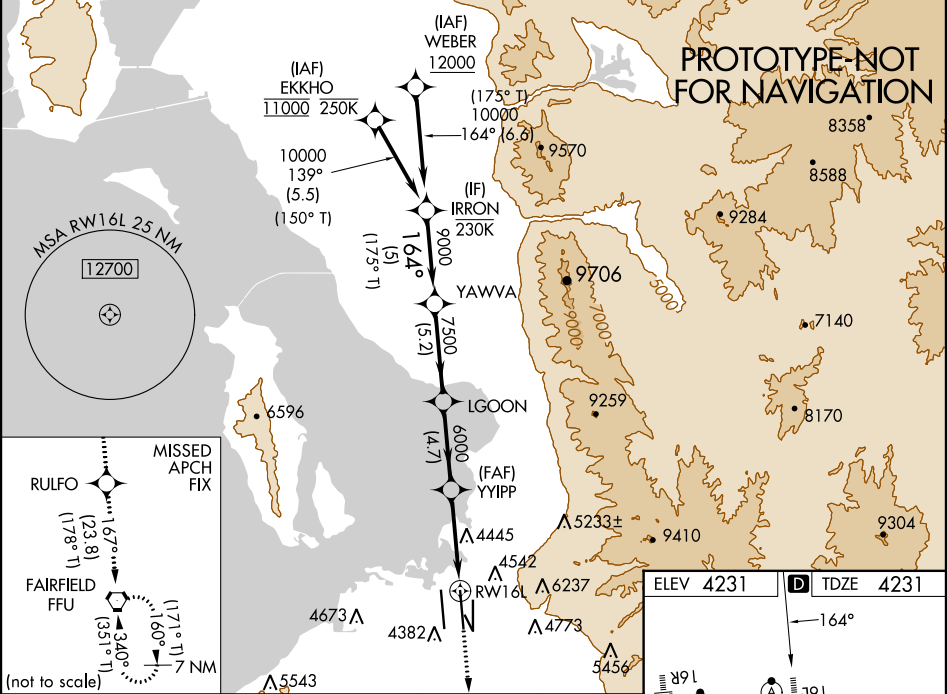 PROTOTYPE-NOT
FOR NAVIGATION
(IAF)
WEBER
12000
(IAF)
EKKHO
11000 250K
(175° T)
10000
164° (6.6)
10000
139°
(5.5)
(150° T)
(IF)
IRRON
230K
9000
164°
(5)
(175° T)
YAWVA
7500
(5.2)
LGOON
6000
(4.7)
(FAF)
YYIPP
RW16L
MSA RW16L 25 NM
12700
8358
8588
9570
9284
9706
5000
7000
9000
7140
9259
8170
6596
5233±
9410
9304
4445
4542
6237
4673
4382
4773
5456
5543
MISSED
APCH
FIX
RULFO
167°
(23.8)
(178° T)
FAIRFIELD
FFU
(171° T)
160°
340°
(351° T)
7 NM
(not to scale)
ELEV 4231
D
TDZE 4231
164°
16R
16L
A